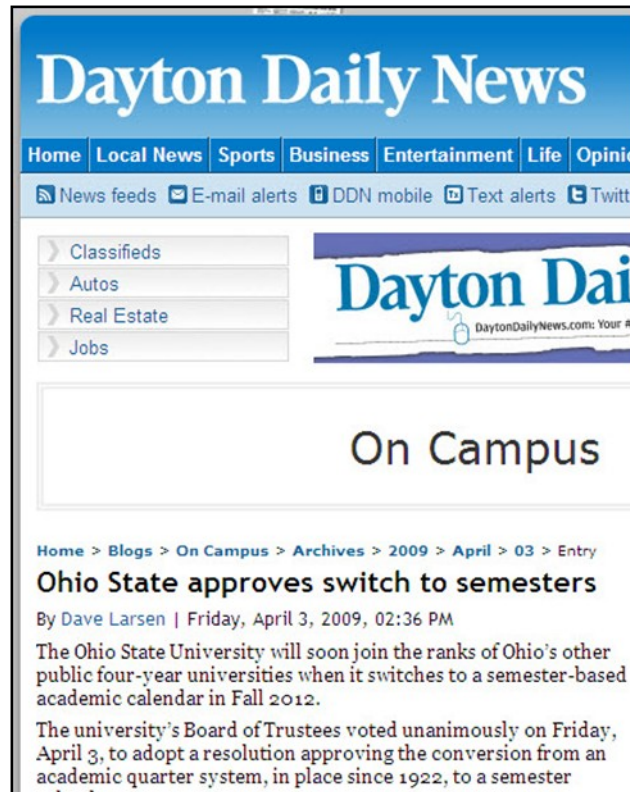 Dayton Daily News
Home Local News Sports Business Entertainment Life
News feeds E-mail alerts DDN mobile Text alerts
Classifieds
Autos
Real Estate
Jobs
Dayton
DaytonDailyNews.com: Your
On Campus
Home > Blogs > On Campus > Archives > 2009 > April > 03 > Entry
Ohio State approves switch to semesters
By Dave Larsen | Friday, April 3, 2009, 02:36 PM
The Ohio State University will soon join the ranks of Ohio's other
public four-year universities when it switches to a semester-based
academic calendar in Fall 2012.
The university's Board of Trustees voted unanimously on Friday,
April 3, to adopt a resolution approving the conversion from an
academic quarter system, in place since 1922, to a semester